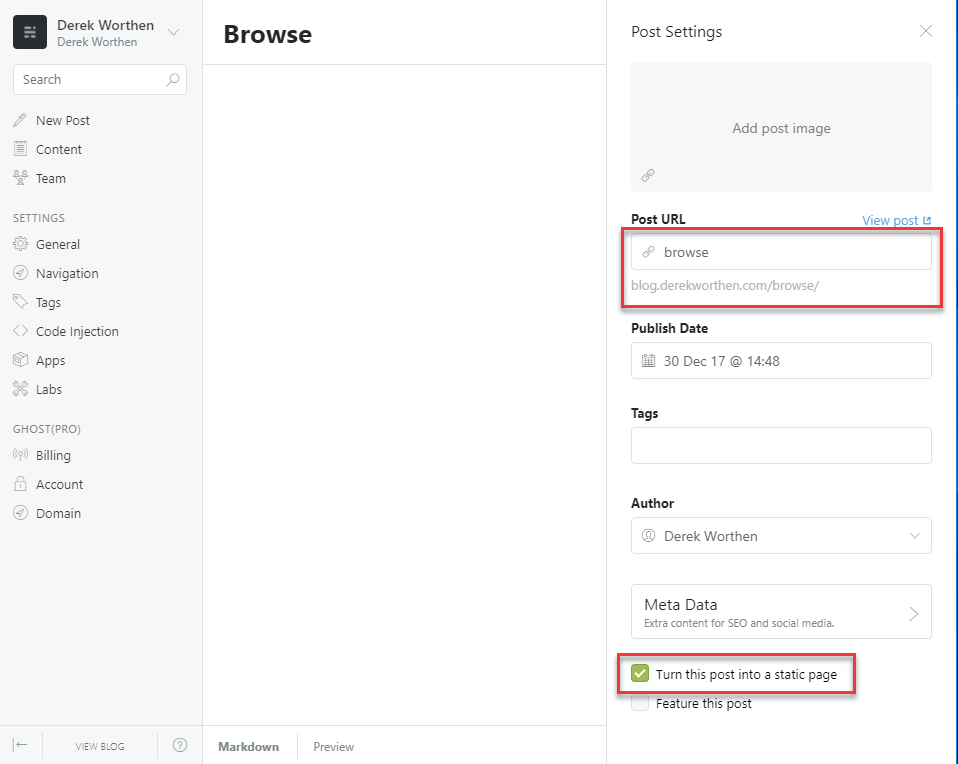 Derek Worthen
Derek Worthen
Search
New Post
Content
Team
SETTINGS
General
Navigation
Tags
Code Injection
Apps
Labs
GHOST(PRO)
Billing
Account
Domain
VIEW BLOG
?
Browse
Markdown
Preview
Post Settings
Add post image
Post URL
View post
browse
blog.derekworthen.com/browse/
Publish Date
30 Dec 17 @ 14:48
Tags
Author
Derek Worthen
Meta Data
Extra content for SEO and social media.
Turn this post into a static page
Feature this post